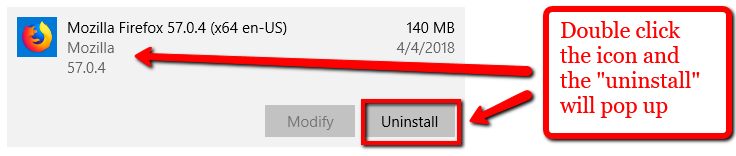 Mozilla Firefox 57.0.4 (x64 en-US)
140 MB
Mozilla
4/4/2018
57.0.4
Modify
Uninstall
Double click
the icon and
the "uninstall"
will pop up